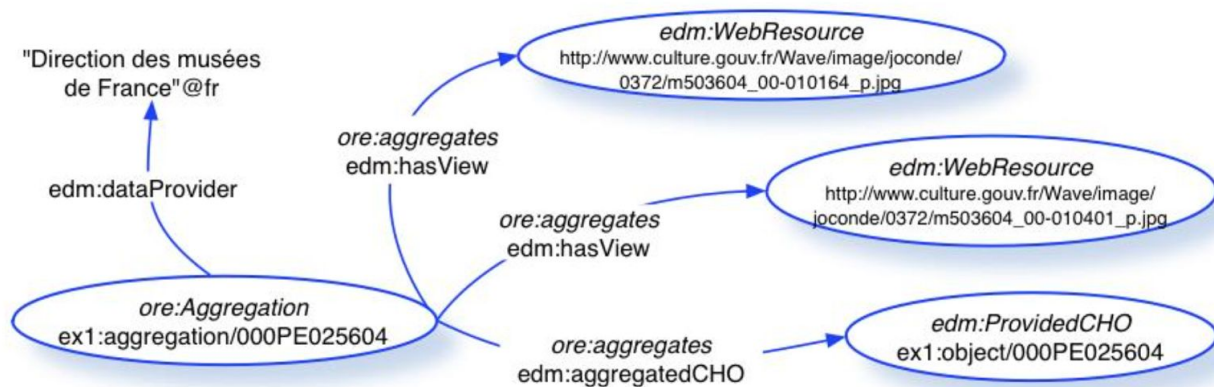 edm:WebResource
http://www.culture.gouv.fr/Wave/image/joconde/
0372/m503604_00-010164_p.jpg
"Direction des musées
de France"@fr
ore:aggregates
edm:hasView
edm:WebResource
http://www.culture.gouv.fr/Wave/image/
joconde/0372/m503604_00-010401_p.jpg
edm:dataProvider
ore:aggregates
edm:hasView
ore:Aggregation
ex1:aggregation/000PE025604
edm:ProvidedCHO
ex1:object/000PE025604
ore:aggregates
edm:aggregatedCHO